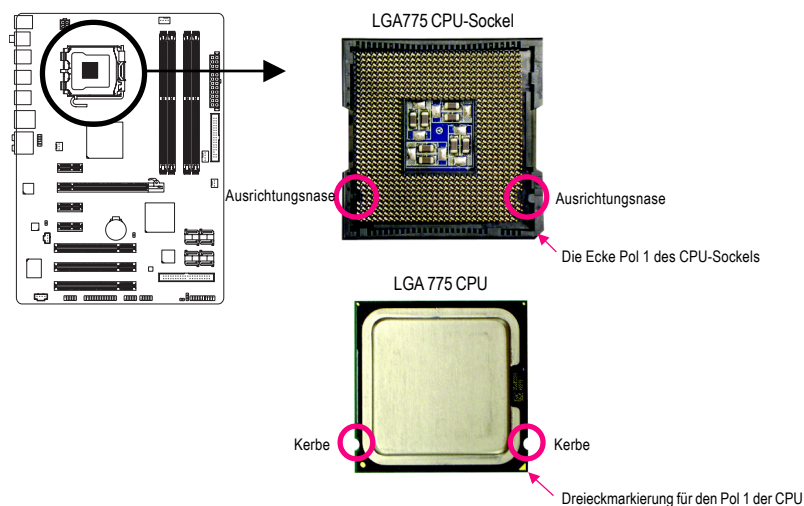 LGA775 CPU-Sockel
Ausrichtungsnase
Ausrichtungsnase
Die Ecke Pol 1 des CPU-Sockels
LGA 775 CPU
Kerbe
Kerbe
Dreieckmarkierung für den Pol 1 der CPU